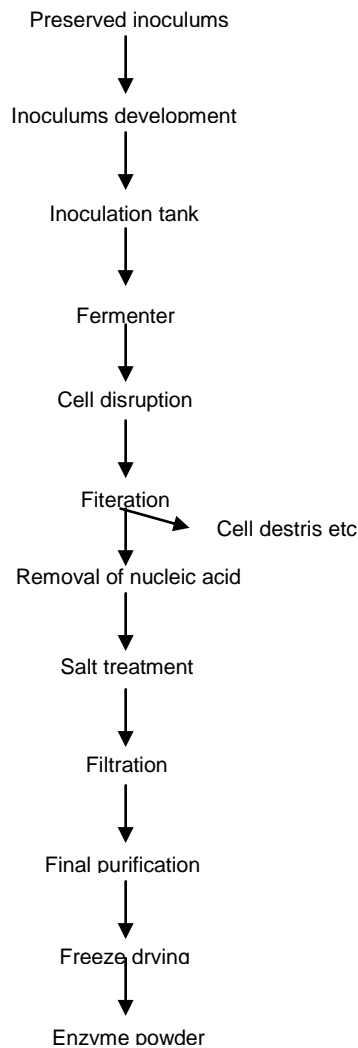 Preserved inoculums
Inoculums development
Inoculation tank
Fermenter
Cell disruption
Fiteration
Cell destris etc
Removal of nucleic acid
Salt treatment
Filtration
Final purification
Freeze drying
Enzyme powder